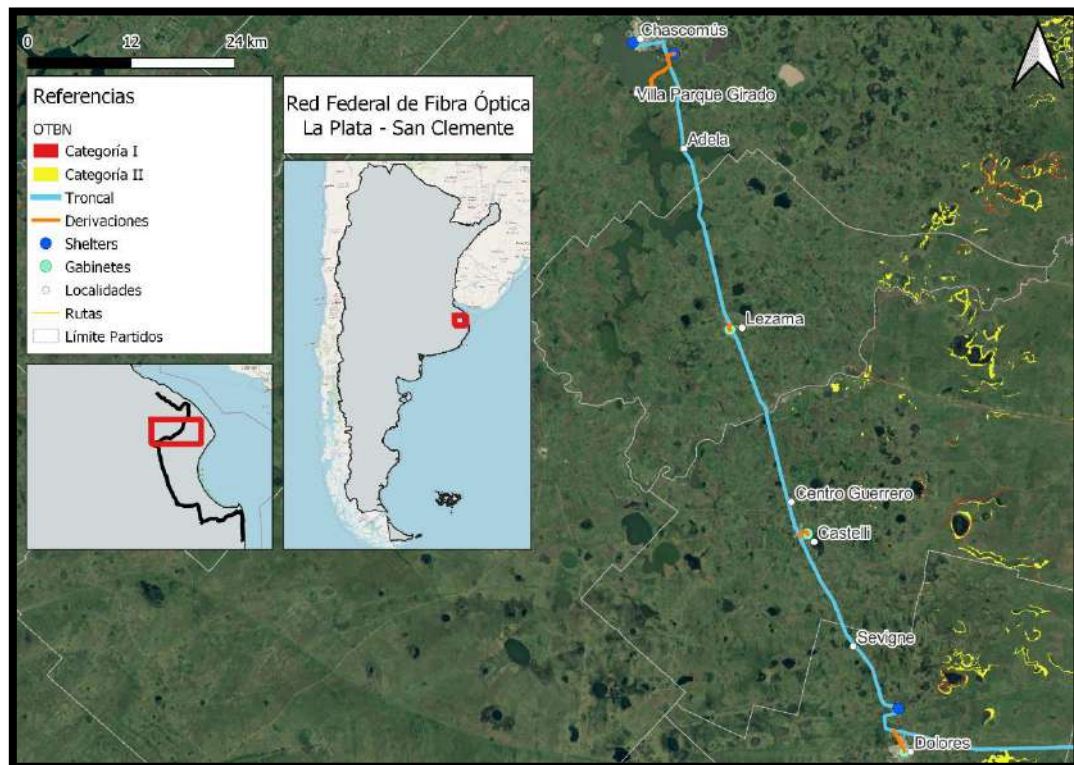 0 12 24 km
Referencias
OTBN
Categoría I
Categoría II
Troncal
Derivaciones
Shelters
Gabinetes
Localidades
Rutas
Límite Partidos
Red Federal de Fibra Óptica
La Plata - San Clemente
Chascomús
Villa Parque Girado
Adela
Lezama
Centro Guerrero
Castelli
Sevigne
Dolores